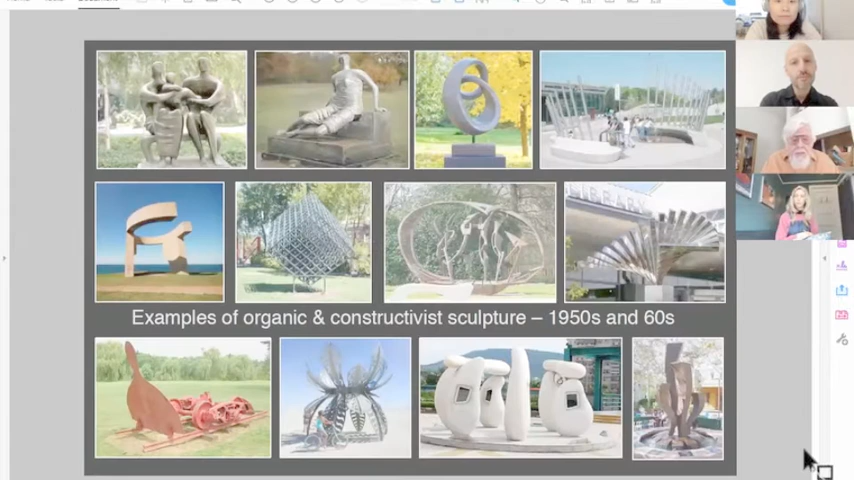 LIBRARY
Examples of organic & constructivist sculpture – 1950s and 60s